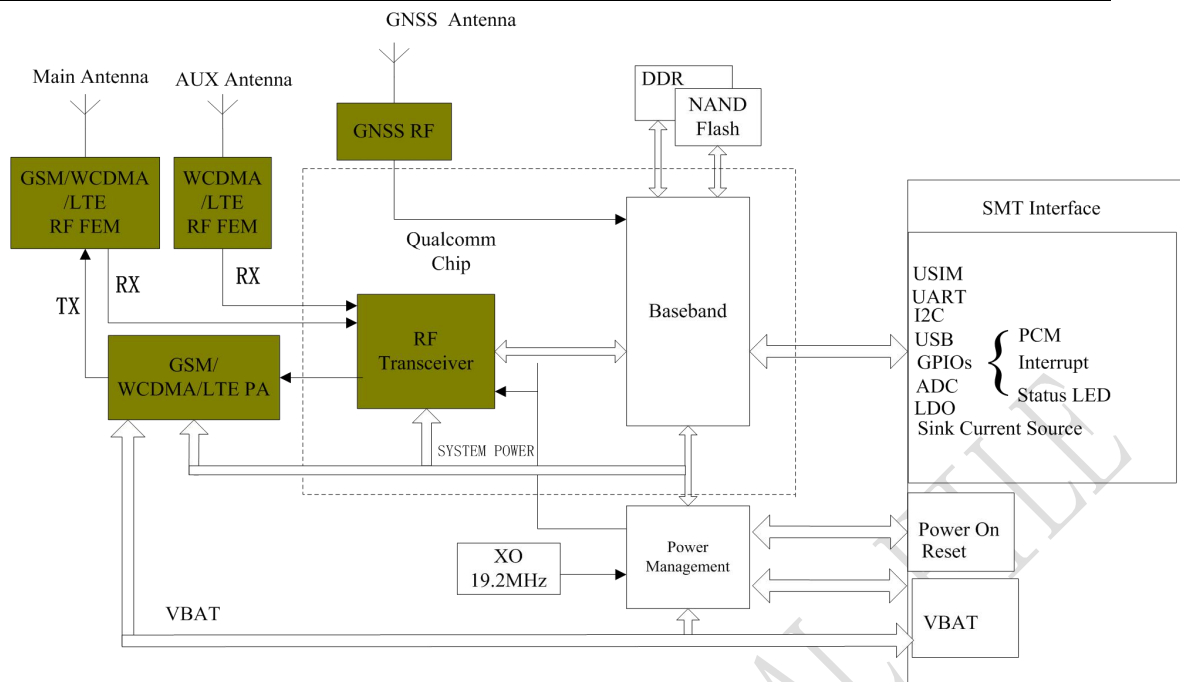 GNSS Antenna
Main Antenna
AUX Antenna
DDR
NAND
Flash
GNSS RF
GSM/WCDMA
/LTE
RF FEM
WCDMA
/LTE
RF FEM
SMT Interface
Qualcomm
Chip
RX
RX
TX
Baseband
RF
Transceiver
GSM/
WCDMA/LTE PA
USIM
UART
I2C
USB
GPIOs
ADC
LDO
Sink Current Source
{
PCM
Interrupt
Status LED
SYSTEM POWER
Power
Management
XO
19.2MHz
Power On
Reset
VBAT
VBAT